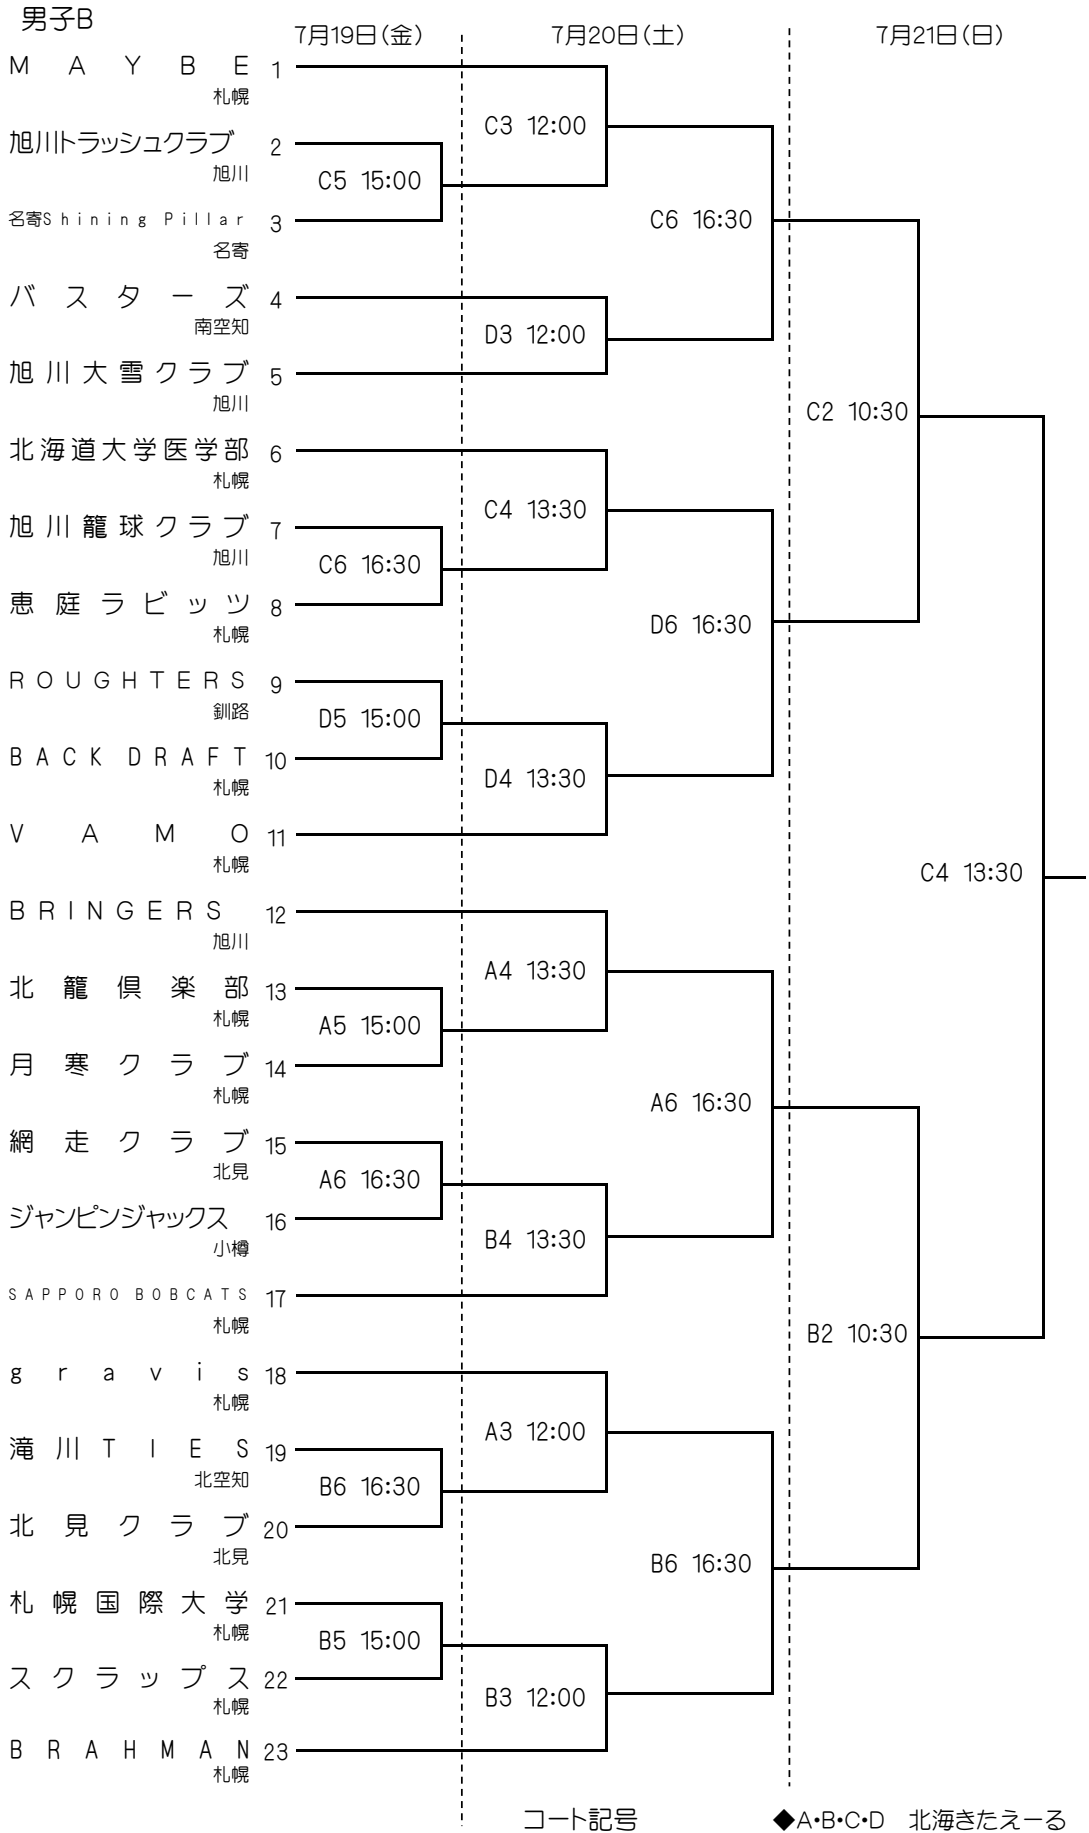 男子B
7月19日(金) 7月20日(土) 7月21日(日)
MAYBE 1
札幌
C3 12:00
旭川トラッシュクラブ 2
旭川
C5 15:00
名寄Shining Pillar 3
名寄
C6 16:30
バスターズ 4
南空知
D3 12:00
旭川大雪クラブ 5
旭川
C2 10:30
北海道大学医学部 6
札幌
C4 13:30
旭川籠球クラブ 7
旭川
C6 16:30
恵庭ラビッツ 8
札幌
D6 16:30
ROUGHTERS 9
釧路
D5 15:00
BACK DRAFT 10
札幌
D4 13:30
VAMO 11
札幌
C4 13:30
BRINGERS 12
旭川
A4 13:30
北籠倶楽部 13
札幌
A5 15:00
月寒クラブ 14
札幌
A6 16:30
網走クラブ 15
北見
A6 16:30
ジャンピンジャックス 16
小樽
B4 13:30
SAPPORO BOBCATS 17
札幌
B2 10:30
gravis 18
札幌
A3 12:00
滝川TIES 19
北空知
B6 16:30
北見クラブ 20
北見
B6 16:30
札幌国際大学 21
札幌
B5 15:00
スクラップス 22
札幌
B3 12:00
BRAHMAN 23
札幌
コート記号 ◆A・B・C・D 北海きたえーる